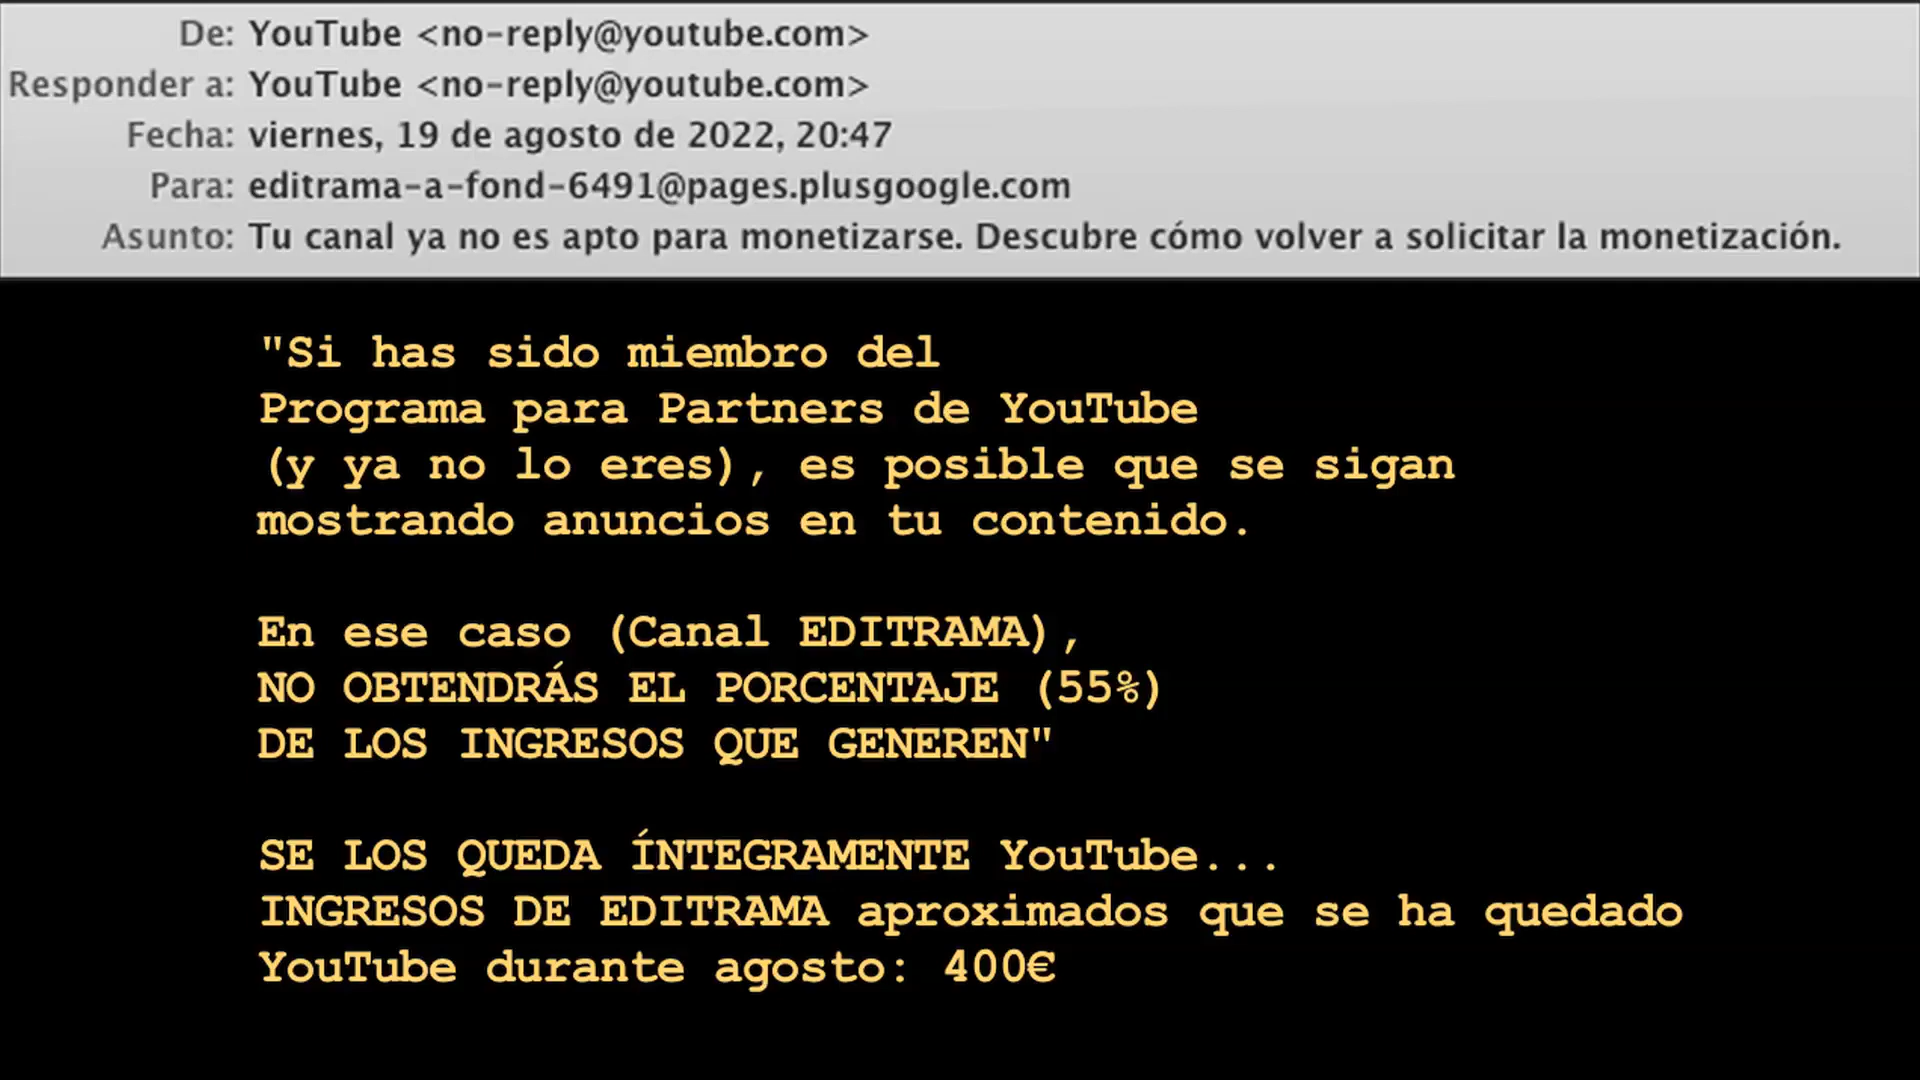 De: YouTube <no-reply@youtube.com>
Responder a: YouTube <no-reply@youtube.com>
Fecha: viernes, 19 de agosto de 2022, 20:47
Para: editrama-a-fond-6491@pages.plusgoogle.com
Asunto: Tu canal ya no es apto para monetizarse. Descubre cómo volver a solicitar la monetización.
"Si has sido miembro del
Programa para Partners de YouTube
(y ya no lo eres), es posible que se sigan
mostrando anuncios en tu contenido.
En ese caso (Canal EDITRAMA),
NO OBTENDRÁS EL PORCENTAJE (55%)
DE LOS INGRESOS QUE GENEREN"
SE LOS QUEDA ÍNTEGRAMENTE YouTube...
INGRESOS DE EDITRAMA aproximados que se ha quedado
YouTube durante agosto: 400€